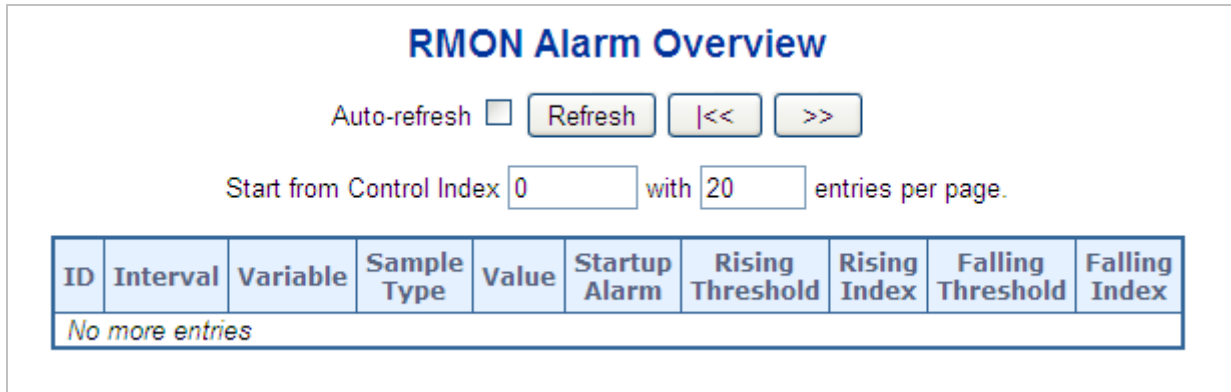 RMON Alarm Overview
Auto-refresh Refresh |<< >>
Start from Control Index 0 with 20 entries per page.
ID Interval Variable Sample Type Value Startup Alarm Rising Threshold Rising Index Falling Threshold Falling Index
No more entries